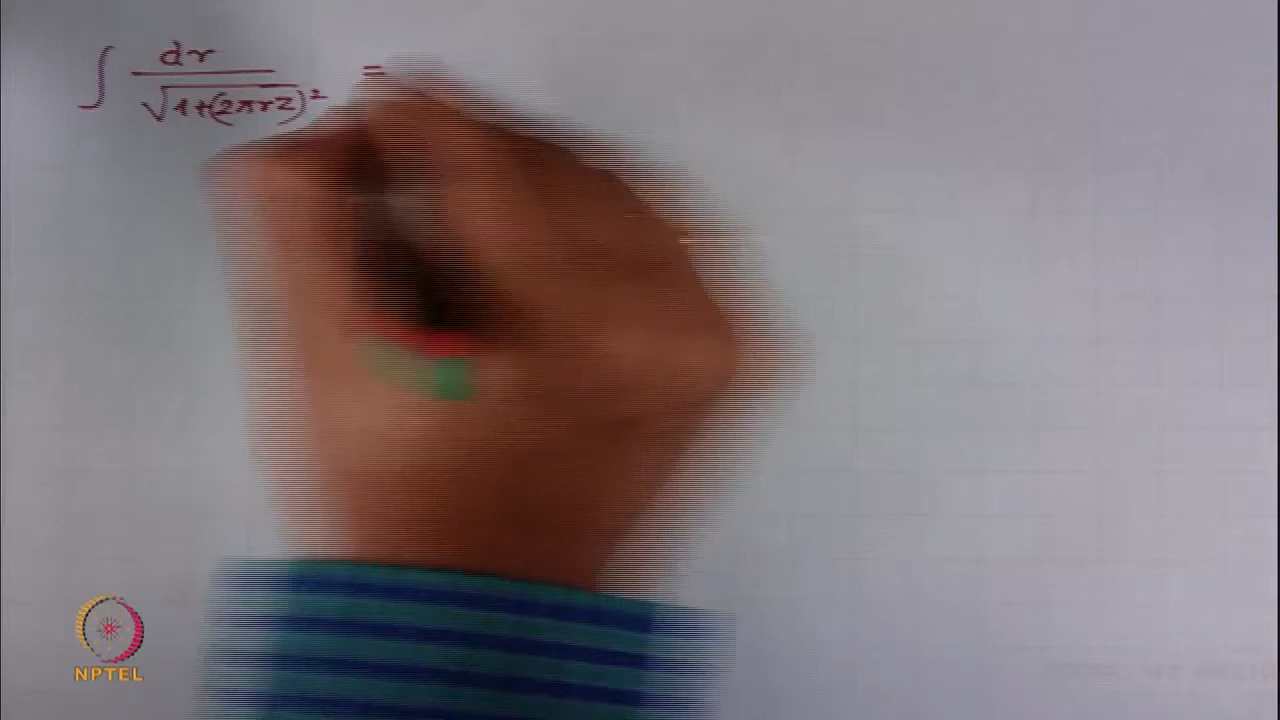 ∫ dr / √1+(2πrz)² =
NPTEL